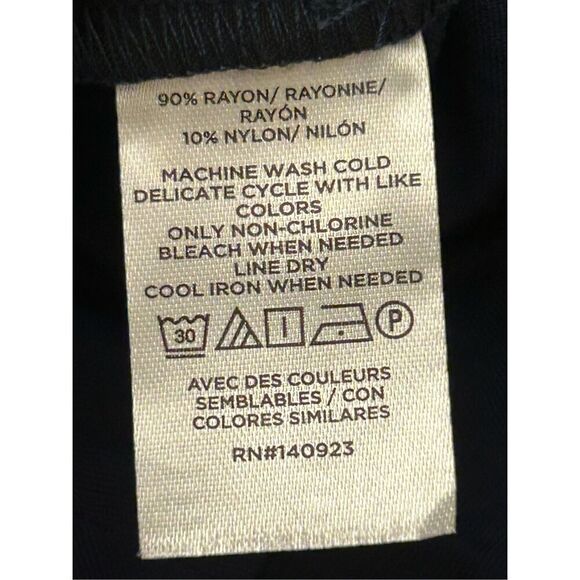 90% RAYON/ RAYONNE/
RAYÓN
10% NYLON/ NILÓN
MACHINE WASH COLD
DELICATE CYCLE WITH LIKE
COLORS
ONLY NON-CHLORINE
BLEACH WHEN NEEDED
LINE DRY
COOL IRON WHEN NEEDED
30 P
AVEC DES COULEURS
SEMBLABLES / CON
COLORES SIMILARES
RN#140923